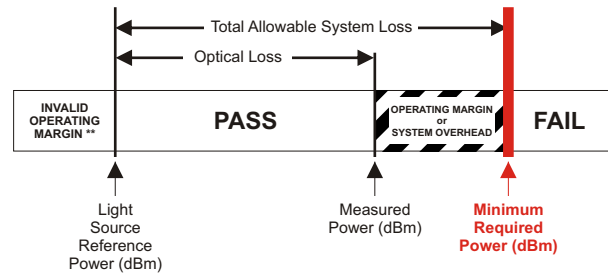 Total Allowable System Loss
Optical Loss
INVALID
OPERATING
MARGIN **
PASS
OPERATING MARGIN
or
SYSTEM OVERHEAD
FAIL
Light
Source
Reference
Power (dBm)
Measured
Power (dBm)
Minimum
Required
Power (dBm)